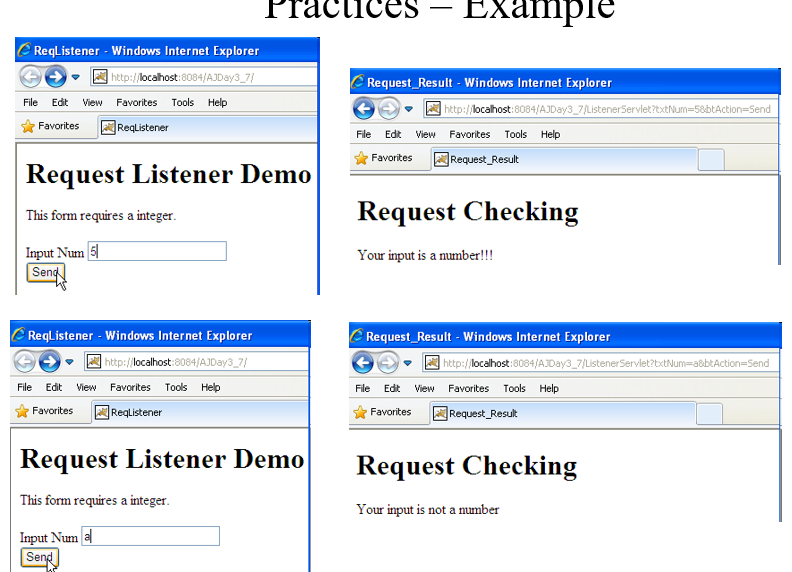 Practices – Example
ReqListener - Windows Internet Explorer
http://localhost:8084/AJDay3_7/
File Edit View Favorites Tools Help
Favorites ReqListener
Request Listener Demo
This form requires a integer.
Input Num 5
Send
Request_Result - Windows Internet Explorer
http://localhost:8084/AJDay3_7/ListenerServlet?txtNum=5&btAction=Send
File Edit View Favorites Tools Help
Favorites Request_Result
Request Checking
Your input is a number!!!
ReqListener - Windows Internet Explorer
http://localhost:8084/AJDay3_7/
File Edit View Favorites Tools Help
Favorites ReqListener
Request Listener Demo
This form requires a integer.
Input Num a
Send
Request_Result - Windows Internet Explorer
http://localhost:8084/AJDay3_7/ListenerServlet?txtNum=a&btAction=Send
File Edit View Favorites Tools Help
Favorites Request_Result
Request Checking
Your input is not a number